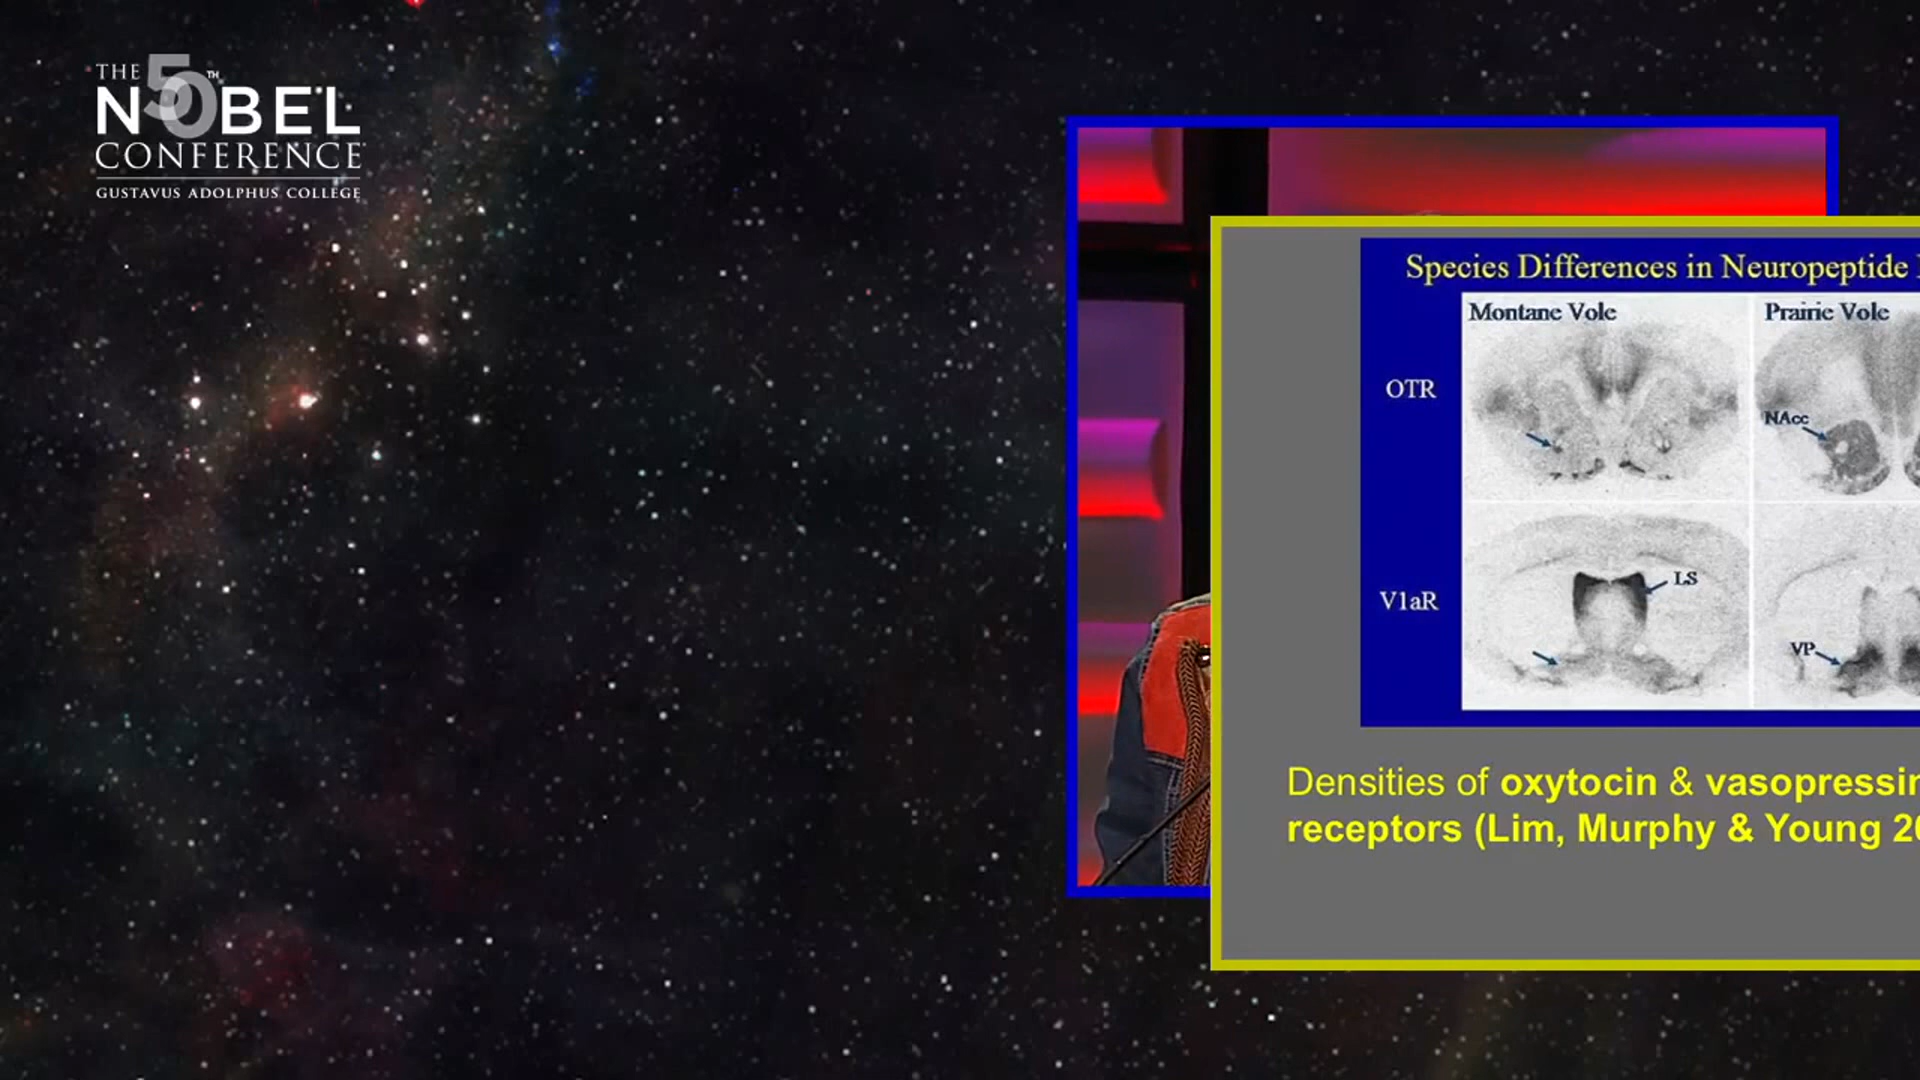 THE 50TH
NOBEL
CONFERENCE
GUSTAVUS ADOLPHUS COLLEGE
Species Differences in Neuropeptide
Montane Vole
Prairie Vole
OTR
NAcc
LS
V1aR
VP
Densities of oxytocin & vasopressin
receptors (Lim, Murphy & Young 20